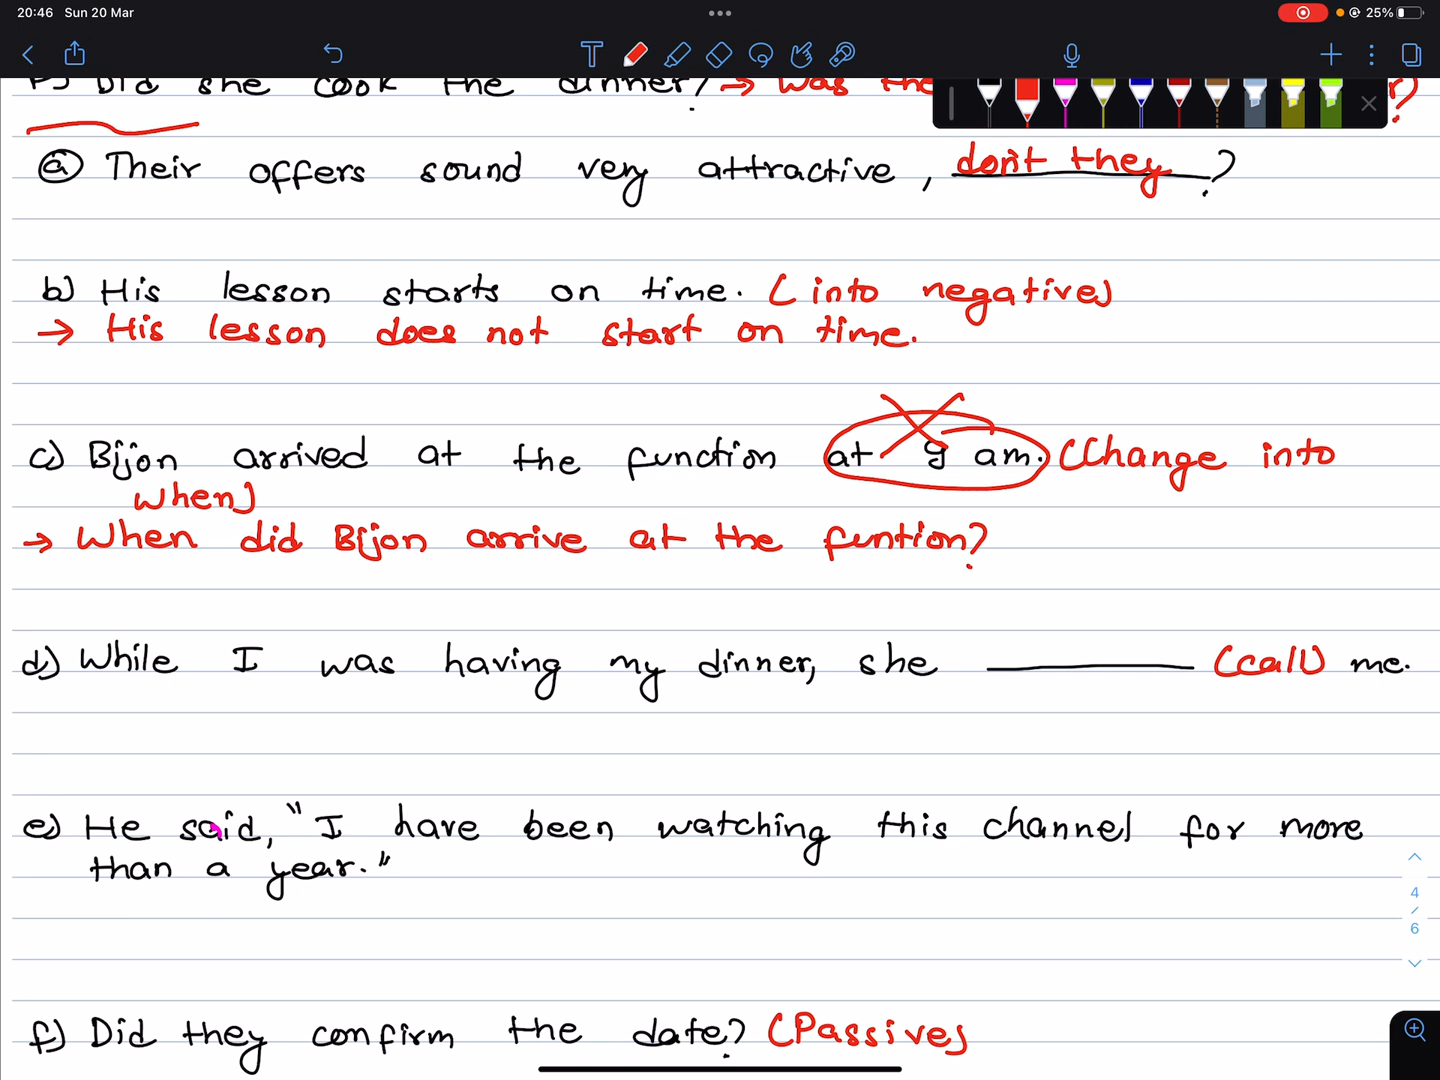 20:46 Sun 20 Mar
25%
Did she cook the dinner? → Was the
ⓐ Their offers sound very attractive, don't they ?
b) His lesson starts on time. (into negative)
→ His lesson does not start on time.
c) Bijon arrived at the function at 9 am. (Change into
when)
→ When did Bijon arrive at the funtion?
d) While I was having my dinner, she ________ (call) me.
e) He said, "I have been watching this channel for more
than a year."
4
/
6
f) Did they confirm the date? (Passive)